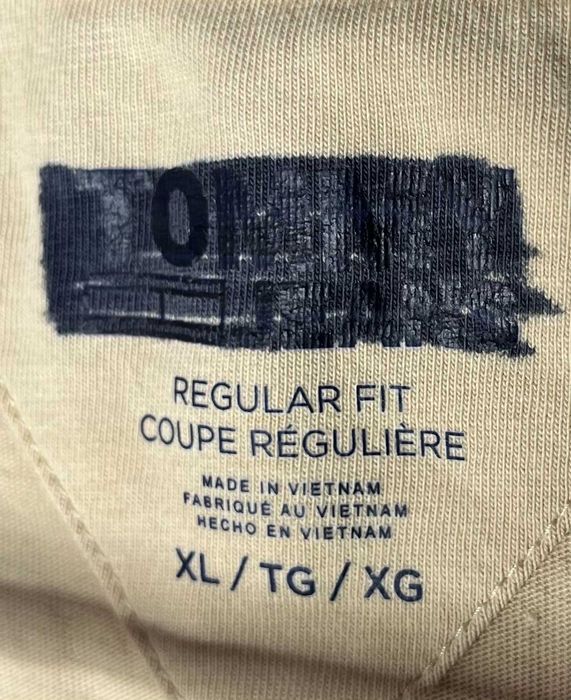 REGULAR FIT
COUPE RÉGULIÈRE
MADE IN VIETNAM
FABRIQUÉ AU VIETNAM
HECHO EN VIETNAM
XL / TG / XG